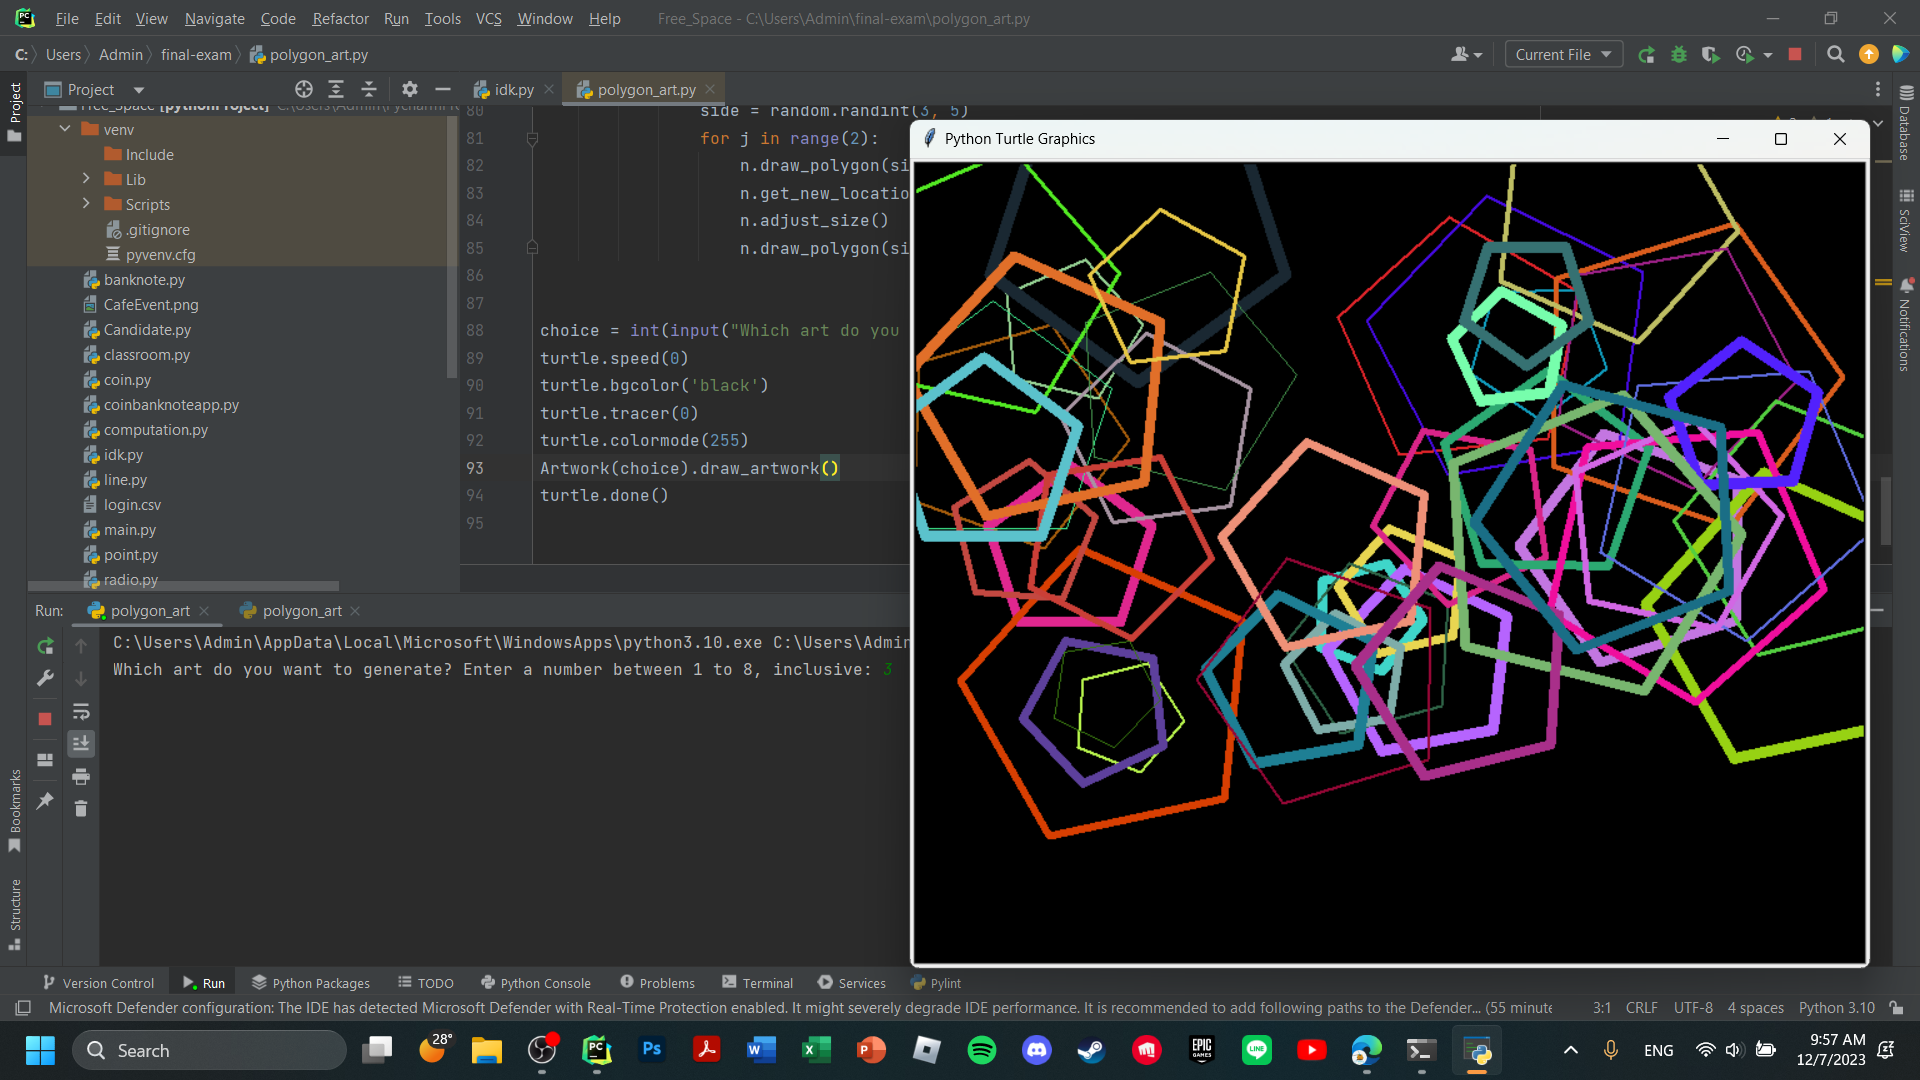 File Edit View Navigate Code Refactor Run Tools VCS Window Help Free_Space - C:\Users\Admin\final-exam\polygon_art.py
C: Users Admin final-exam polygon_art.py
Current File
Project
idk.py
polygon_art.py
Project
venv
Include
Lib
Scripts
.gitignore
pyvenv.cfg
banknote.py
CafeEvent.png
Candidate.py
classroom.py
coin.py
coinbanknoteapp.py
computation.py
idk.py
line.py
login.csv
main.py
point.py
radio.py
80 side = random.randint(3, 5)
81 for j in range(2):
82 n.draw_polygon(si
83 n.get_new_locatio
84 n.adjust_size()
85 n.draw_polygon(si
86
87
88 choice = int(input("Which art do you
89 turtle.speed(0)
90 turtle.bgcolor('black')
91 turtle.tracer(0)
92 turtle.colormode(255)
93 Artwork(choice).draw_artwork()
94 turtle.done()
95
Python Turtle Graphics
Database
SciView
Notifications
Run: polygon_art polygon_art
C:\Users\Admin\AppData\Local\Microsoft\WindowsApps\python3.10.exe C:\Users\Admin
Which art do you want to generate? Enter a number between 1 to 8, inclusive: 3
Bookmarks
Structure
Version Control Run Python Packages TODO Python Console Problems Terminal Services Pylint
Microsoft Defender configuration: The IDE has detected Microsoft Defender with Real-Time Protection enabled. It might severely degrade IDE performance. It is recommended to add following paths to the Defender... (55 minute 3:1 CRLF UTF-8 4 spaces Python 3.10
Search
28°
ENG
9:57 AM
12/7/2023